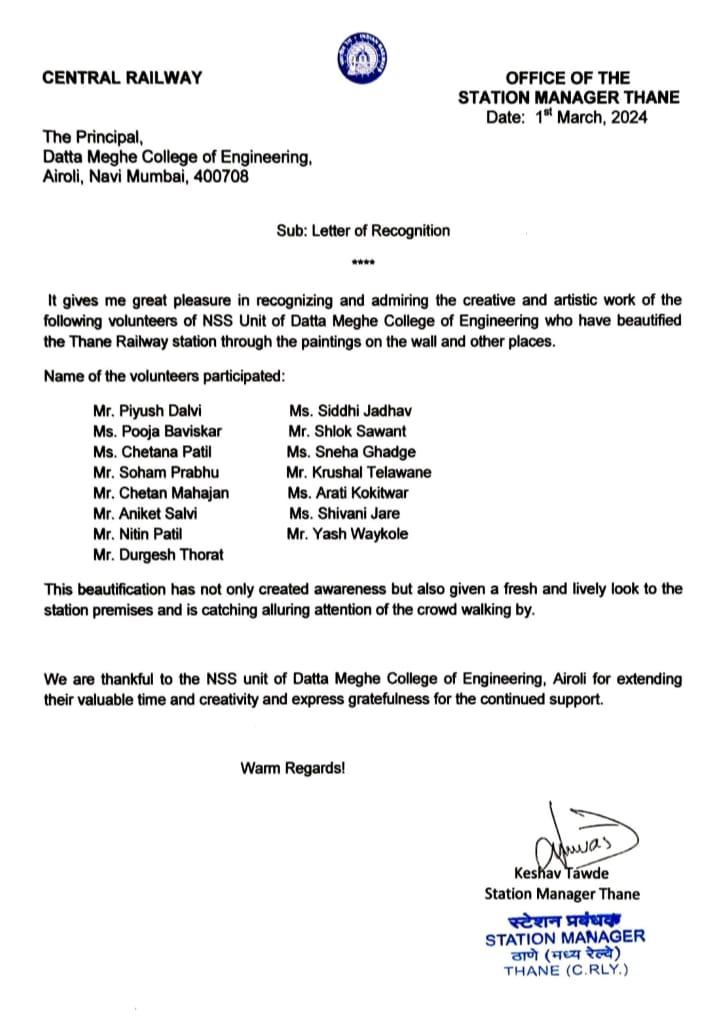 CENTRAL RAILWAY
OFFICE OF THE
STATION MANAGER THANE
Date: 1st March, 2024
The Principal,
Datta Meghe College of Engineering,
Airoli, Navi Mumbai, 400708
Sub: Letter of Recognition
****
It gives me great pleasure in recognizing and admiring the creative and artistic work of the
following volunteers of NSS Unit of Datta Meghe College of Engineering who have beautified
the Thane Railway station through the paintings on the wall and other places.
Name of the volunteers participated:
Mr. Piyush Dalvi Ms. Siddhi Jadhav
Ms. Pooja Baviskar Mr. Shlok Sawant
Ms. Chetana Patil Ms. Sneha Ghadge
Mr. Soham Prabhu Mr. Krushal Telawane
Mr. Chetan Mahajan Ms. Arati Kokitwar
Mr. Aniket Salvi Ms. Shivani Jare
Mr. Nitin Patil Mr. Yash Waykole
Mr. Durgesh Thorat
This beautification has not only created awareness but also given a fresh and lively look to the
station premises and is catching alluring attention of the crowd walking by.
We are thankful to the NSS unit of Datta Meghe College of Engineering, Airoli for extending
their valuable time and creativity and express gratefulness for the continued support.
Warm Regards!
Keshav Tawde
Station Manager Thane
स्टेशन प्रबंधक
STATION MANAGER
ठाणे (मध्य रेल्वे)
THANE (C.RLY.)